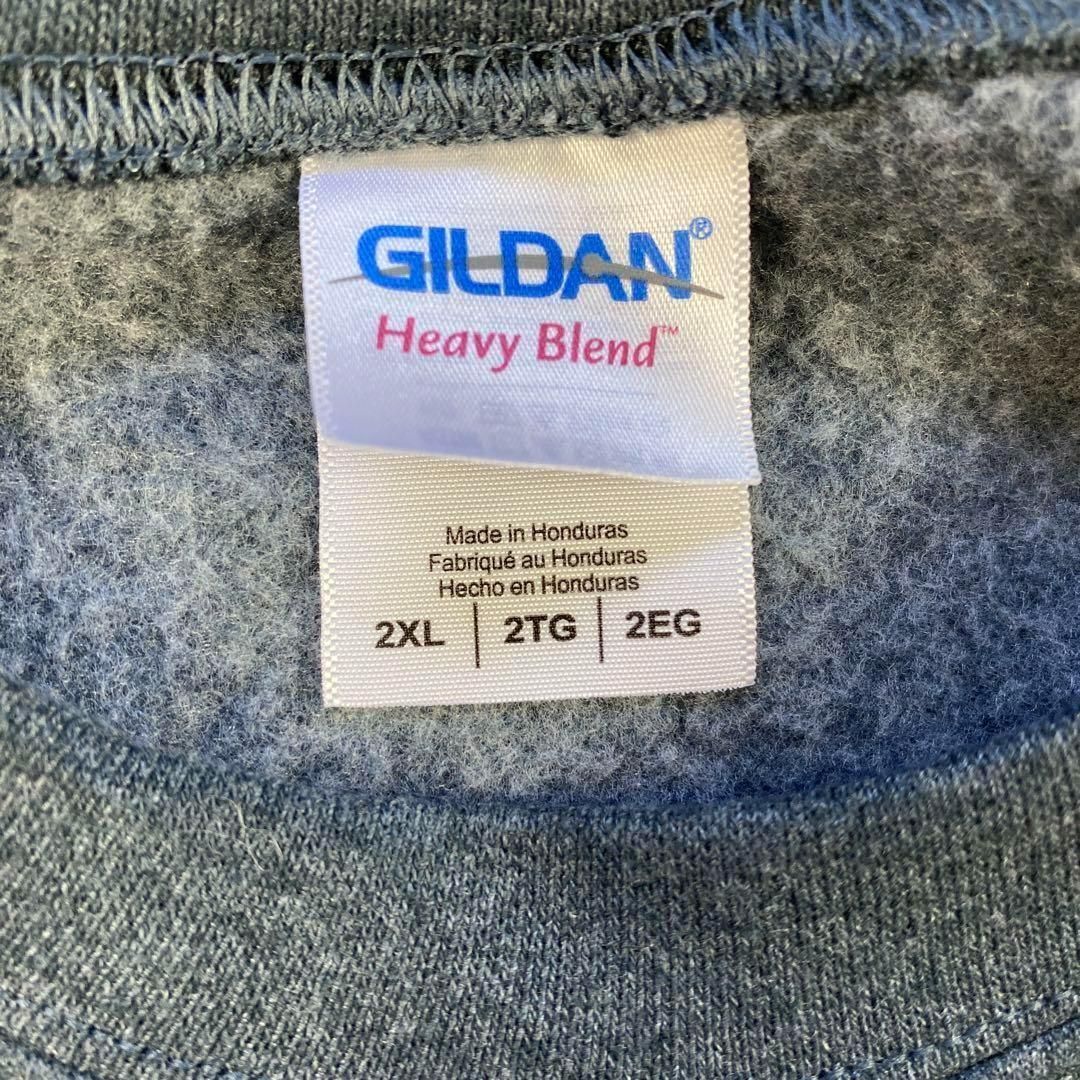 GILDAN®
Heavy Blend™
Made in Honduras
Fabriqué au Honduras
Hecho en Honduras
2XL | 2TG | 2EG